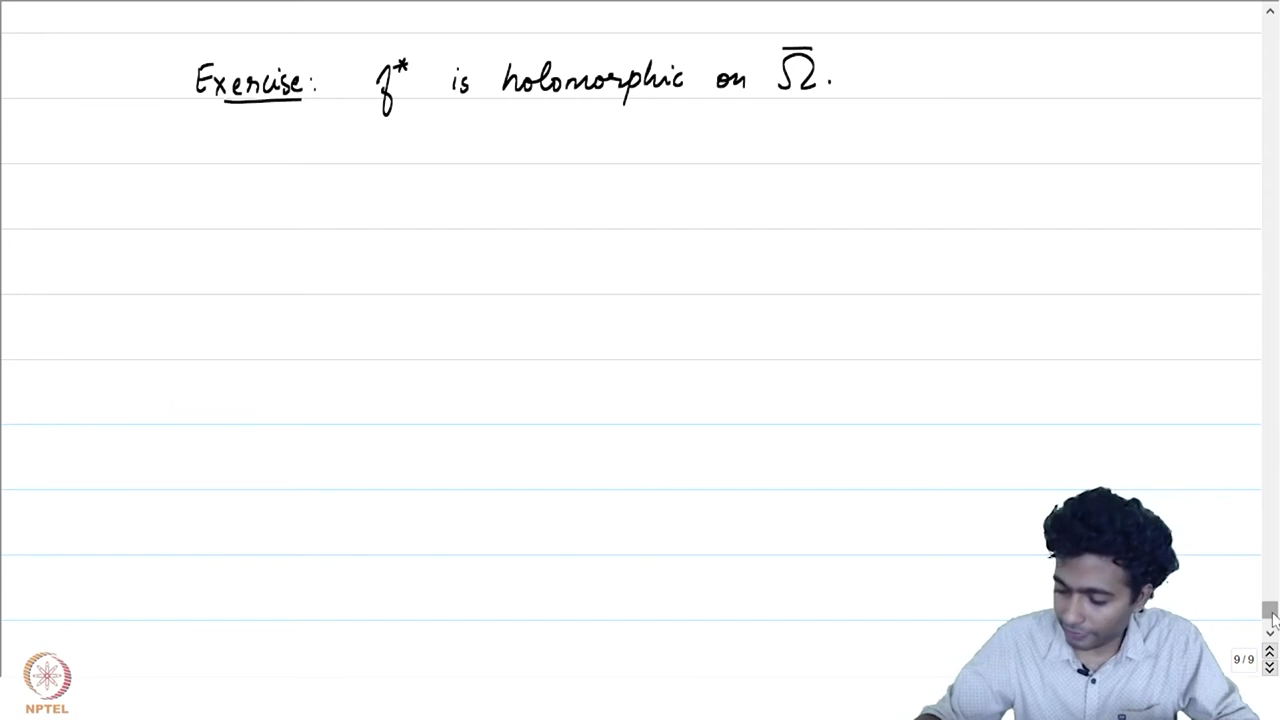 Exercise: f* is holomorphic on Ω̅.
9 / 9
NPTEL